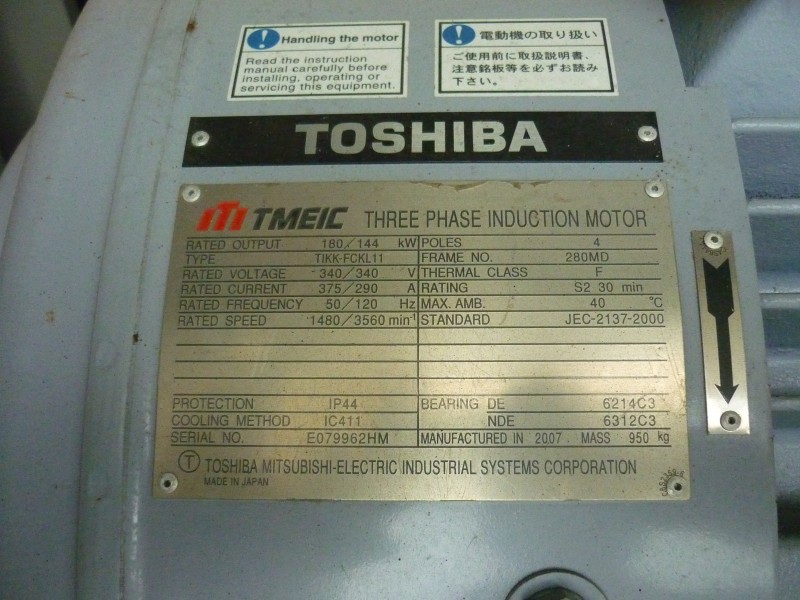 Handling the motor
Read the instruction
manual carefully before
installing, operating or
servicing this equipment.
電動機の取り扱い
ご使用前に取扱説明書、
注意銘板等を必ずお読み
下さい。
TOSHIBA
TMEIC THREE PHASE INDUCTION MOTOR
RATED OUTPUT 180/144 kW POLES 4
TYPE TIKK-FCKL11 FRAME NO. 280MD
RATED VOLTAGE 340/340 V THERMAL CLASS F
RATED CURRENT 375/290 A RATING S2 30 min
RATED FREQUENCY 50/120 Hz MAX. AMB. 40 ℃
RATED SPEED 1480/3560 min⁻¹ STANDARD JEC-2137-2000
PROTECTION IP44 BEARING DE 6214C3
COOLING METHOD IC411 NDE 6312C3
SERIAL NO. E079962HM MANUFACTURED IN 2007 MASS 950 kg
T TOSHIBA MITSUBISHI-ELECTRIC INDUSTRIAL SYSTEMS CORPORATION
MADE IN JAPAN